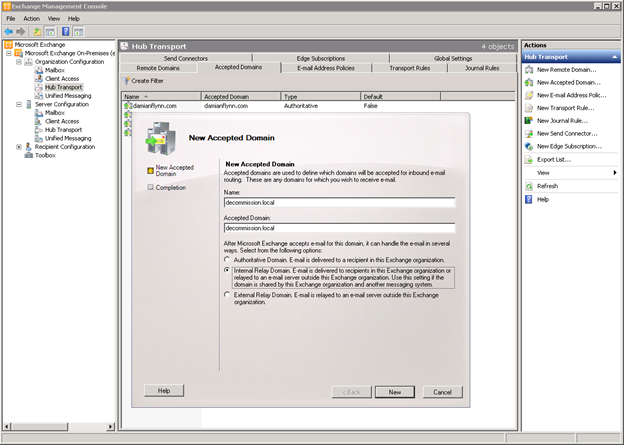 Exchange Management Console
File Action View Help
Microsoft Exchange
Microsoft Exchange On-Premises (e
Organization Configuration
Mailbox
Client Access
Hub Transport
Unified Messaging
Server Configuration
Mailbox
Client Access
Hub Transport
Unified Messaging
Recipient Configuration
Toolbox
Hub Transport 4 objects
Send Connectors Edge Subscriptions Global Settings
Remote Domains Accepted Domains E-mail Address Policies Transport Rules Journal Rules
Create Filter
Name Accepted Domain Type Default
damianflynn.com damianflynn.com Authoritative False
New Accepted Domain
New Accepted
Domain
Completion
New Accepted Domain
Accepted domains are used to define which domains will be accepted for inbound e-mail
routing. These are any domains for which you wish to receive e-mail.
Name:
decommission.local
Accepted Domain:
decommission.local
After Microsoft Exchange accepts e-mail for this domain, it can handle the e-mail in several
ways. Select from the following options:
Authoritative Domain. E-mail is delivered to a recipient in this Exchange organization.
Internal Relay Domain. E-mail is delivered to recipients in this Exchange organization or
relayed to an e-mail server outside this Exchange organization. Use this setting if the
domain is shared by this Exchange organization and another messaging system.
External Relay Domain. E-mail is relayed to an e-mail server outside this Exchange
organization.
Help < Back New Cancel
Actions
Hub Transport
New Remote Domain...
New Accepted Domain...
New E-mail Address Polic...
New Transport Rule...
New Journal Rule...
New Send Connector...
New Edge Subscription...
Export List...
View
Refresh
Help